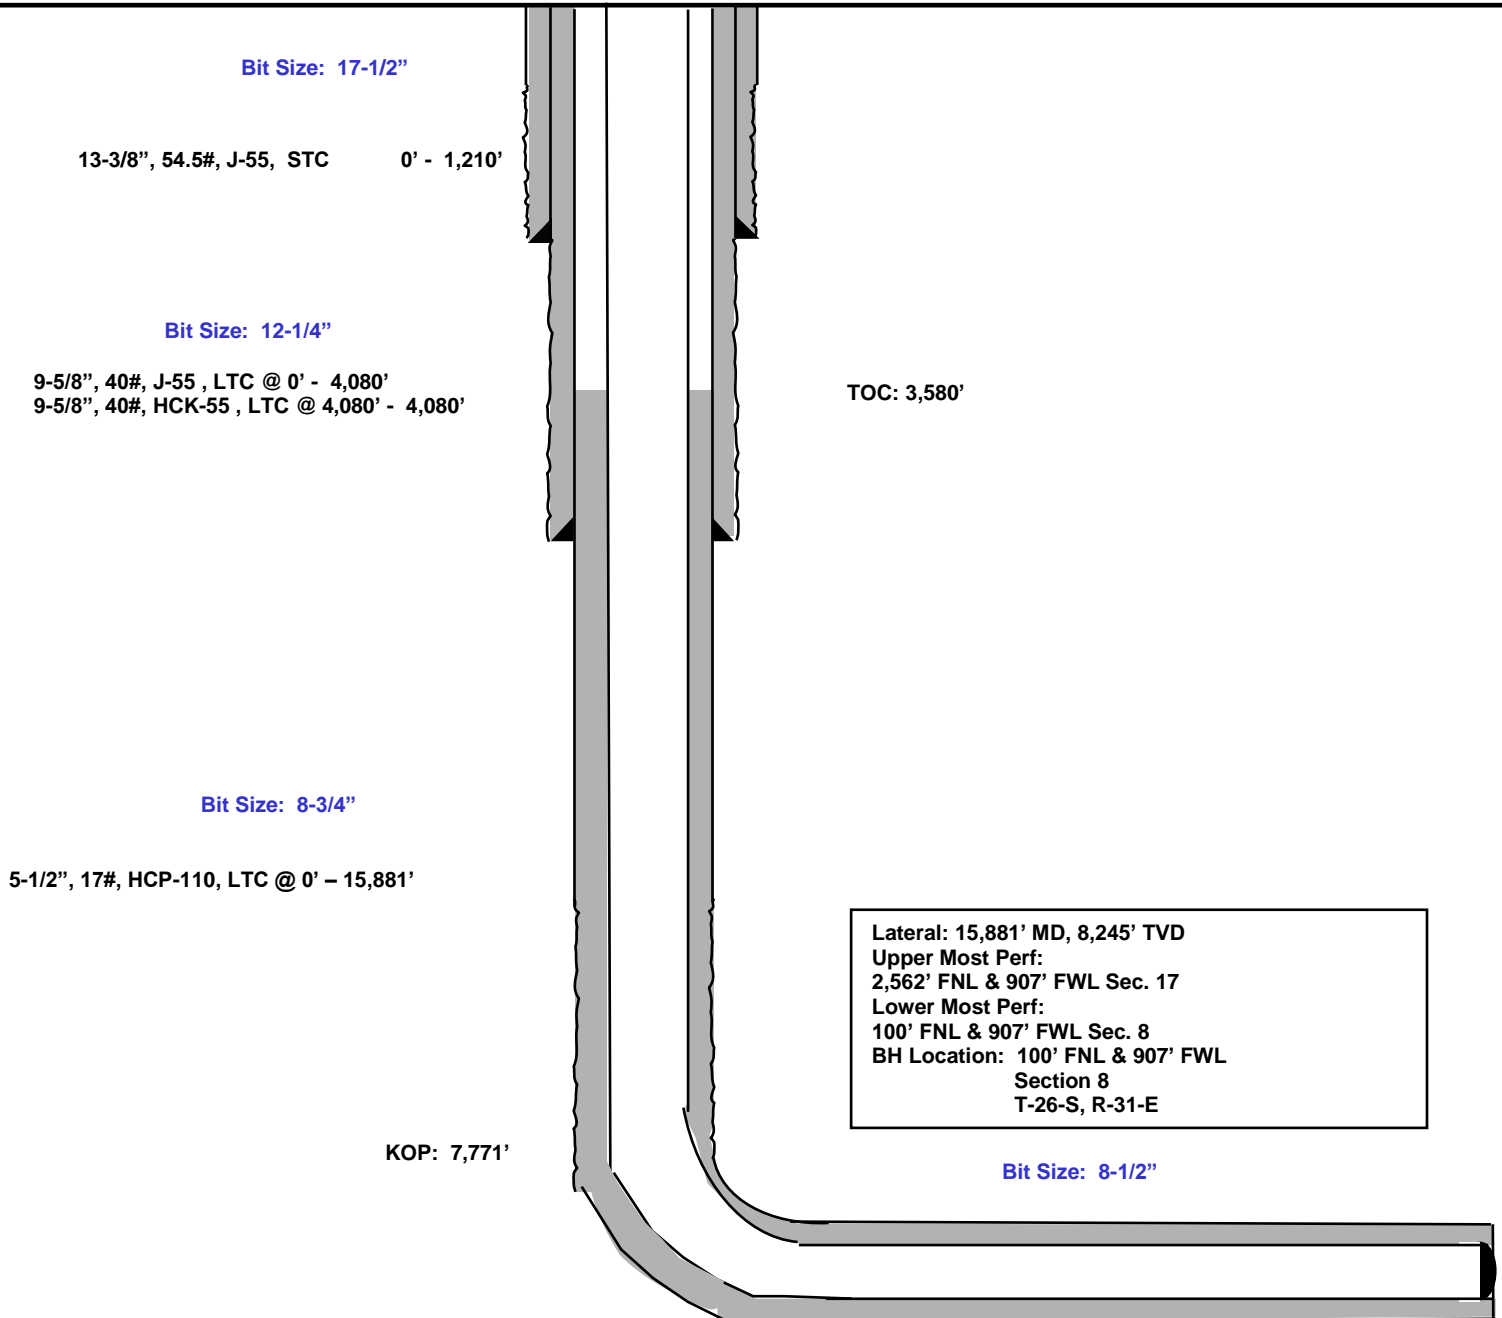 Bit Size: 17-1/2”
13-3/8”, 54.5#, J-55, STC 0’ - 1,210’
Bit Size: 12-1/4”
9-5/8”, 40#, J-55 , LTC @ 0’ - 4,080’
9-5/8”, 40#, HCK-55 , LTC @ 4,080’ - 4,080’
TOC: 3,580’
Bit Size: 8-3/4”
5-1/2”, 17#, HCP-110, LTC @ 0’ – 15,881’
Lateral: 15,881’ MD, 8,245’ TVD
Upper Most Perf:
2,562’ FNL & 907’ FWL Sec. 17
Lower Most Perf:
100’ FNL & 907’ FWL Sec. 8
BH Location: 100’ FNL & 907’ FWL
Section 8
T-26-S, R-31-E
KOP: 7,771’
Bit Size: 8-1/2”